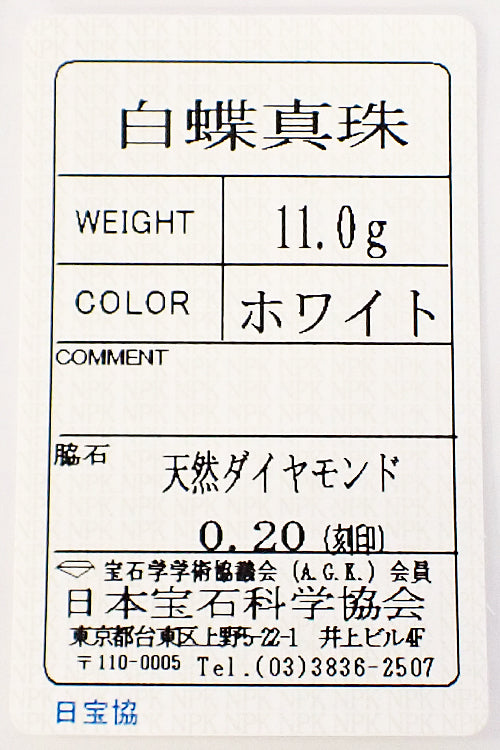 白蝶真珠
WEIGHT 11.0g
COLOR ホワイト
COMMENT
脇石 天然ダイヤモンド
0.20 (刻印)
宝石学学術協議会 (A.G.K.) 会員
日本宝石科学協会
東京都台東区上野5-22-1 井上ビル4F
〒110-0005 Tel.(03)3836-2507
日宝協